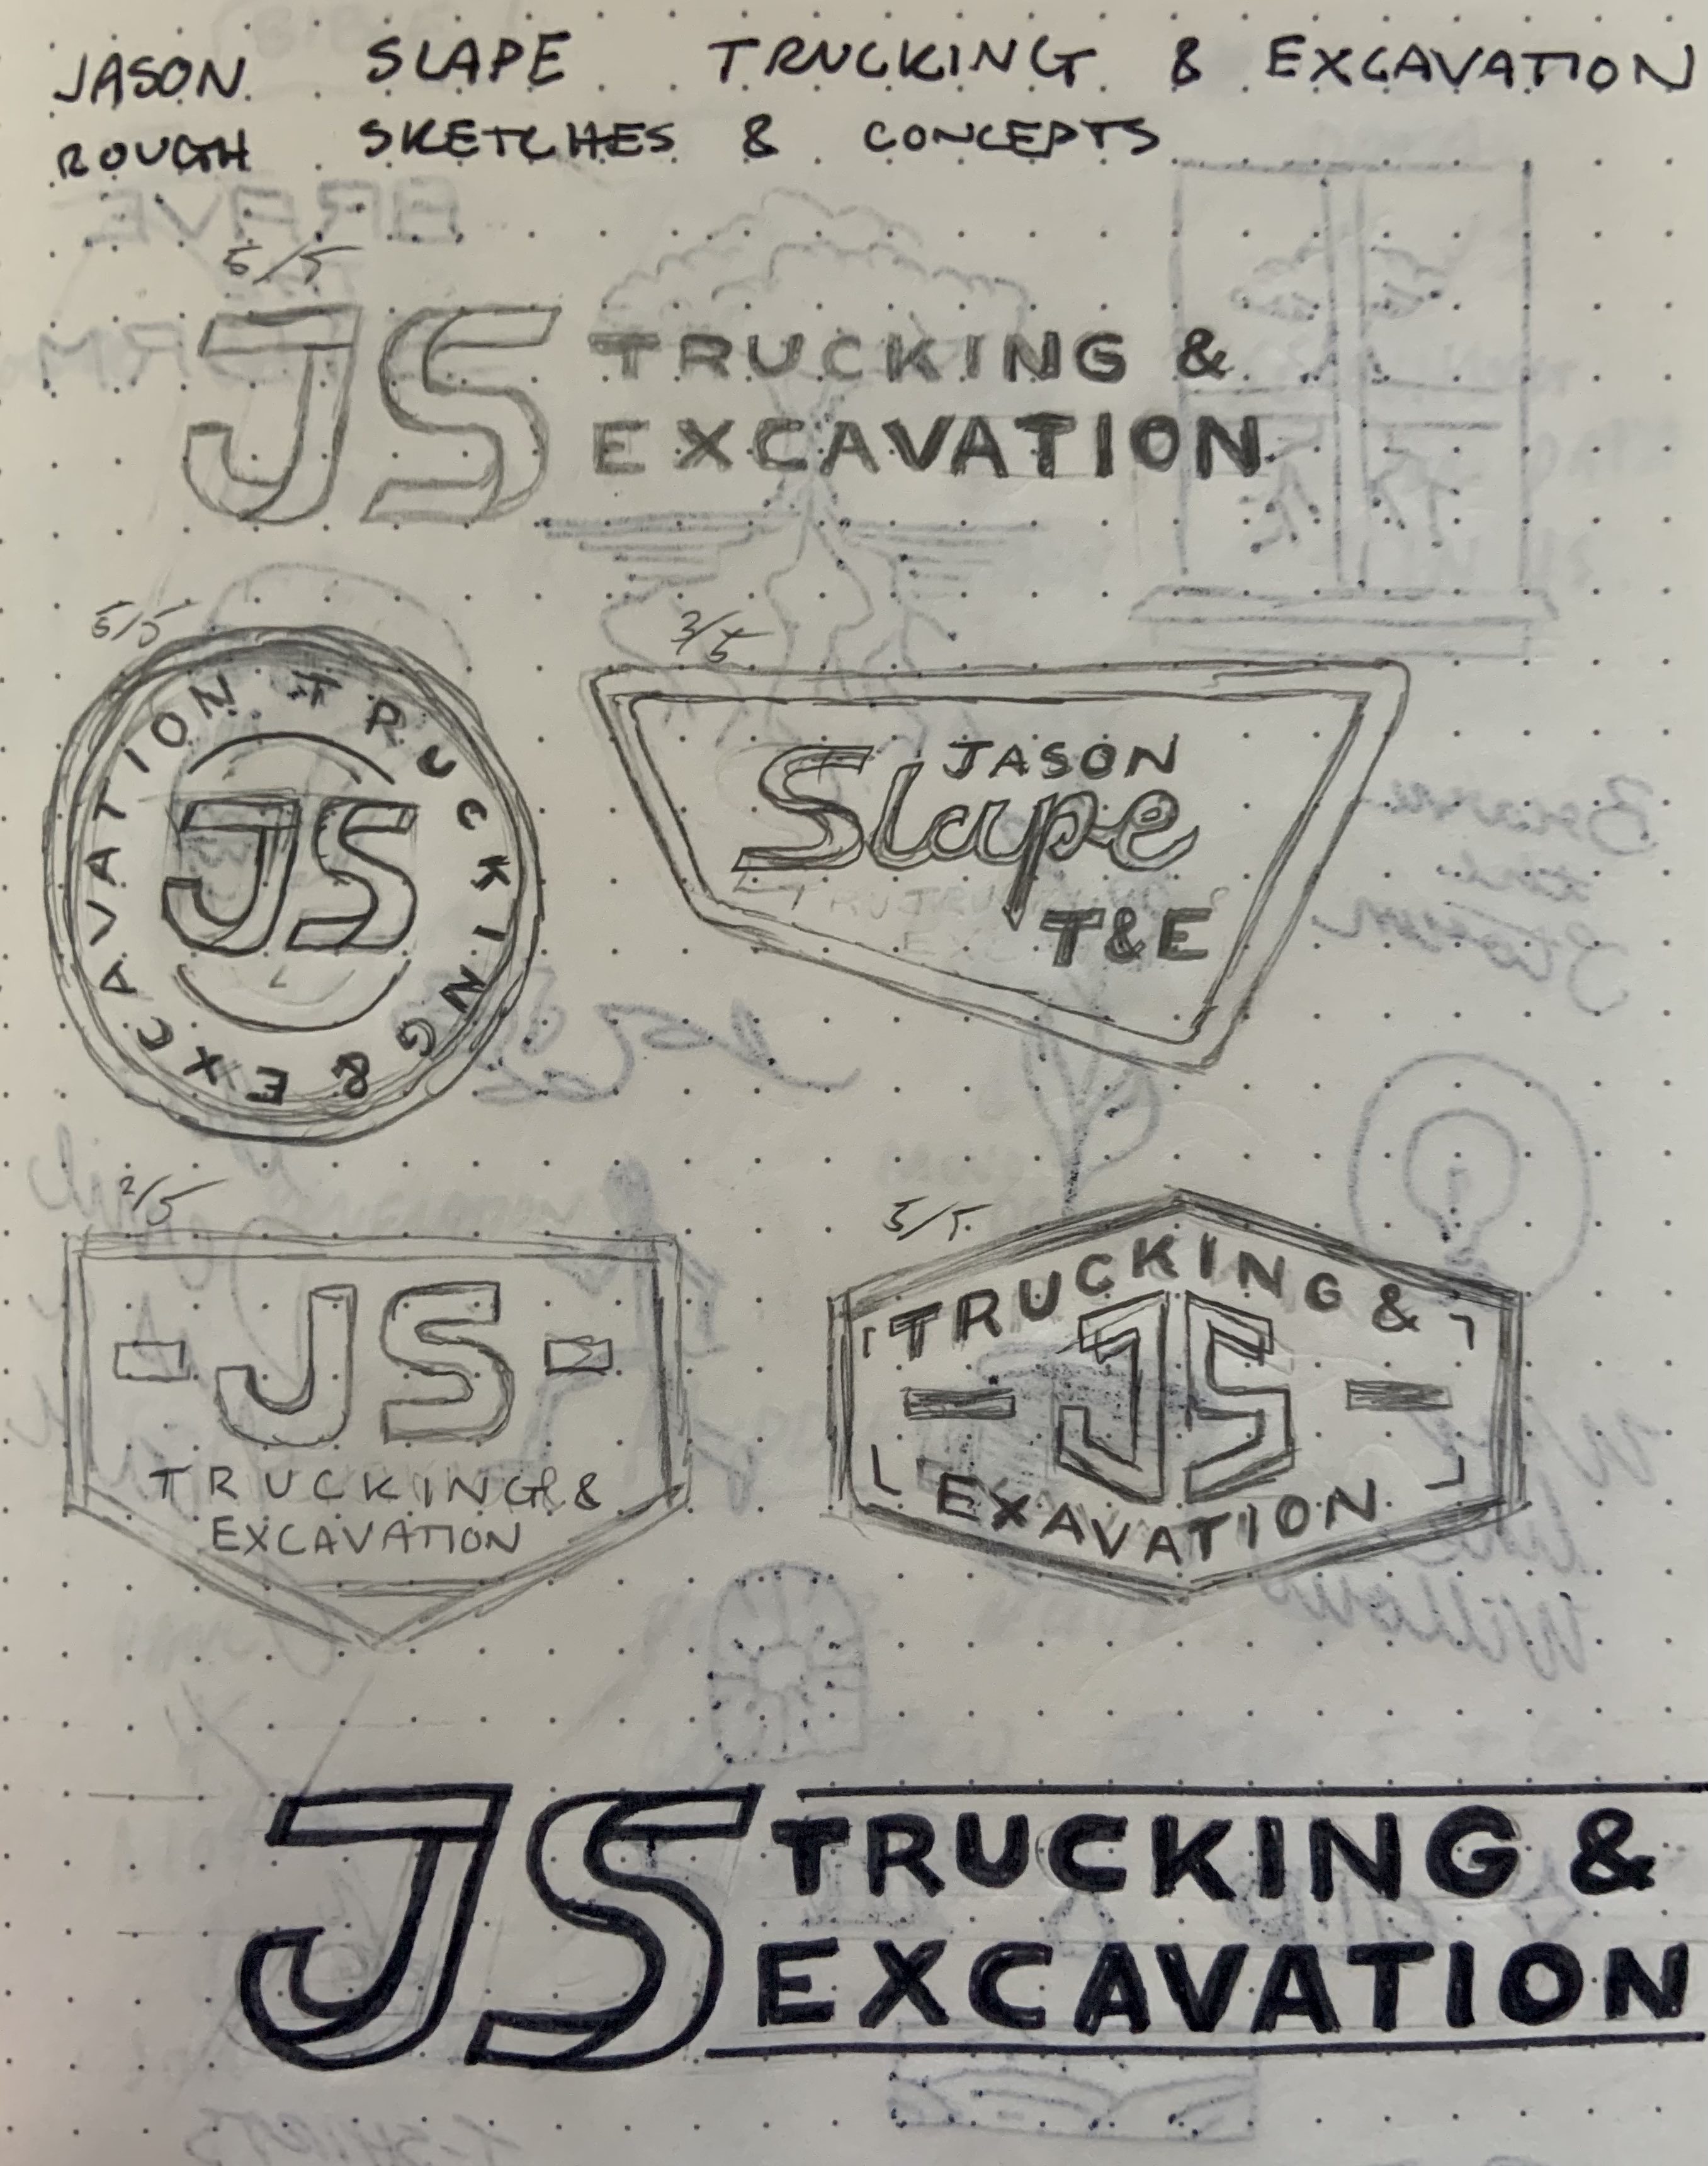 JASON SLAPE TRUCKING & EXCAVATION
ROUGH SKETCHES & CONCEPTS
5/5
JS TRUCKING &
EXCAVATION
5/5
TRUCKING & EXCAVATION
JS
3/5
JASON
Slape
T&E
2/5
JS
TRUCKING &
EXCAVATION
5/5
TRUCKING &
JS
EXAVATION
JS TRUCKING &
EXCAVATION